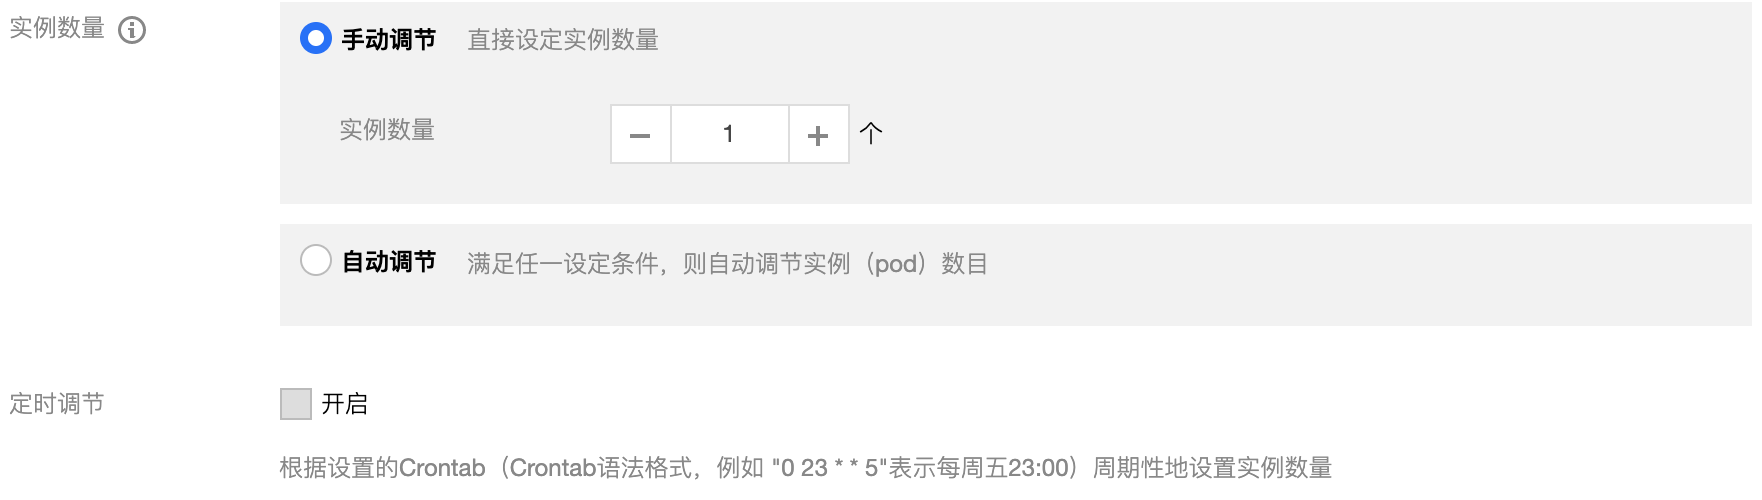 实例数量
手动调节 直接设定实例数量
实例数量 1 个
自动调节 满足任一设定条件，则自动调节实例（pod）数目
定时调节 开启
根据设置的Crontab（Crontab语法格式，例如 "0 23 * * 5"表示每周五23:00）周期性地设置实例数量